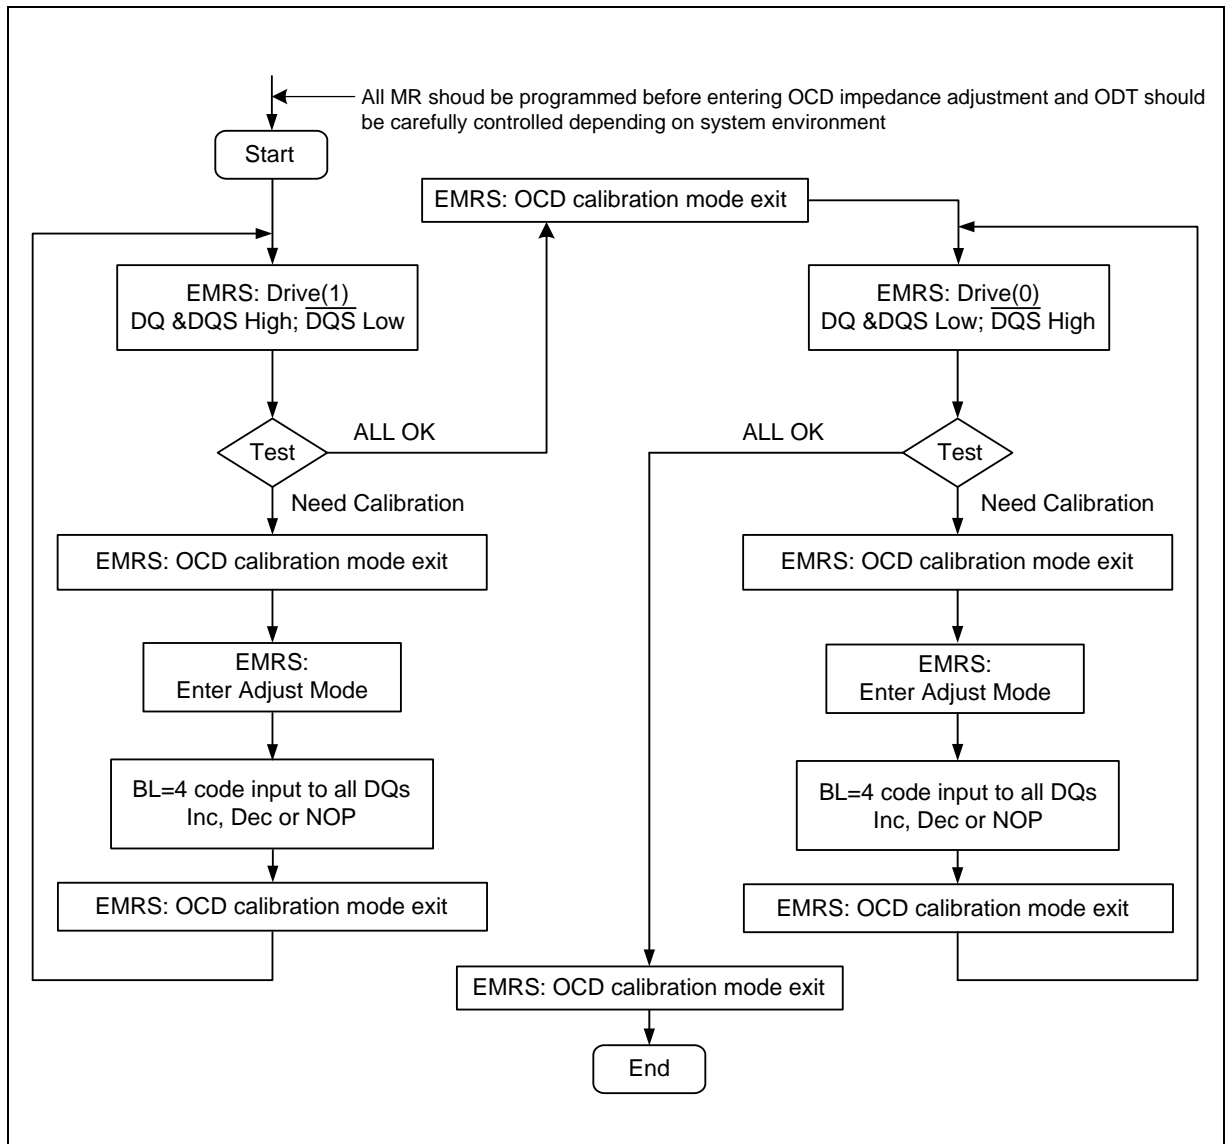 All MR shoud be programmed before entering OCD impedance adjustment and ODT should
be carefully controlled depending on system environment
Start
EMRS: OCD calibration mode exit
EMRS: Drive(1)
DQ &DQS High; D̅Q̅S̅ Low
Test
ALL OK
Need Calibration
EMRS: OCD calibration mode exit
EMRS:
Enter Adjust Mode
BL=4 code input to all DQs
Inc, Dec or NOP
EMRS: OCD calibration mode exit
EMRS: Drive(0)
DQ &DQS Low; D̅Q̅S̅ High
ALL OK
Test
Need Calibration
EMRS: OCD calibration mode exit
EMRS:
Enter Adjust Mode
BL=4 code input to all DQs
Inc, Dec or NOP
EMRS: OCD calibration mode exit
EMRS: OCD calibration mode exit
End